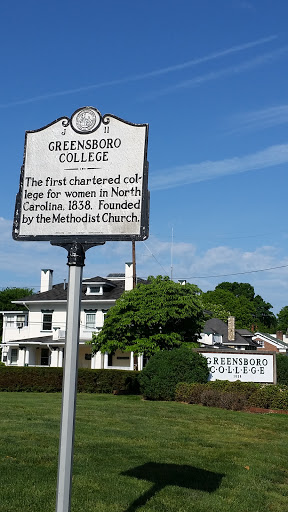 J 11
GREENSBORO
COLLEGE
The first chartered col-
lege for women in North
Carolina, 1838. Founded
by the Methodist Church.
GREENSBORO
C·O·L·L·E·G·E
1838